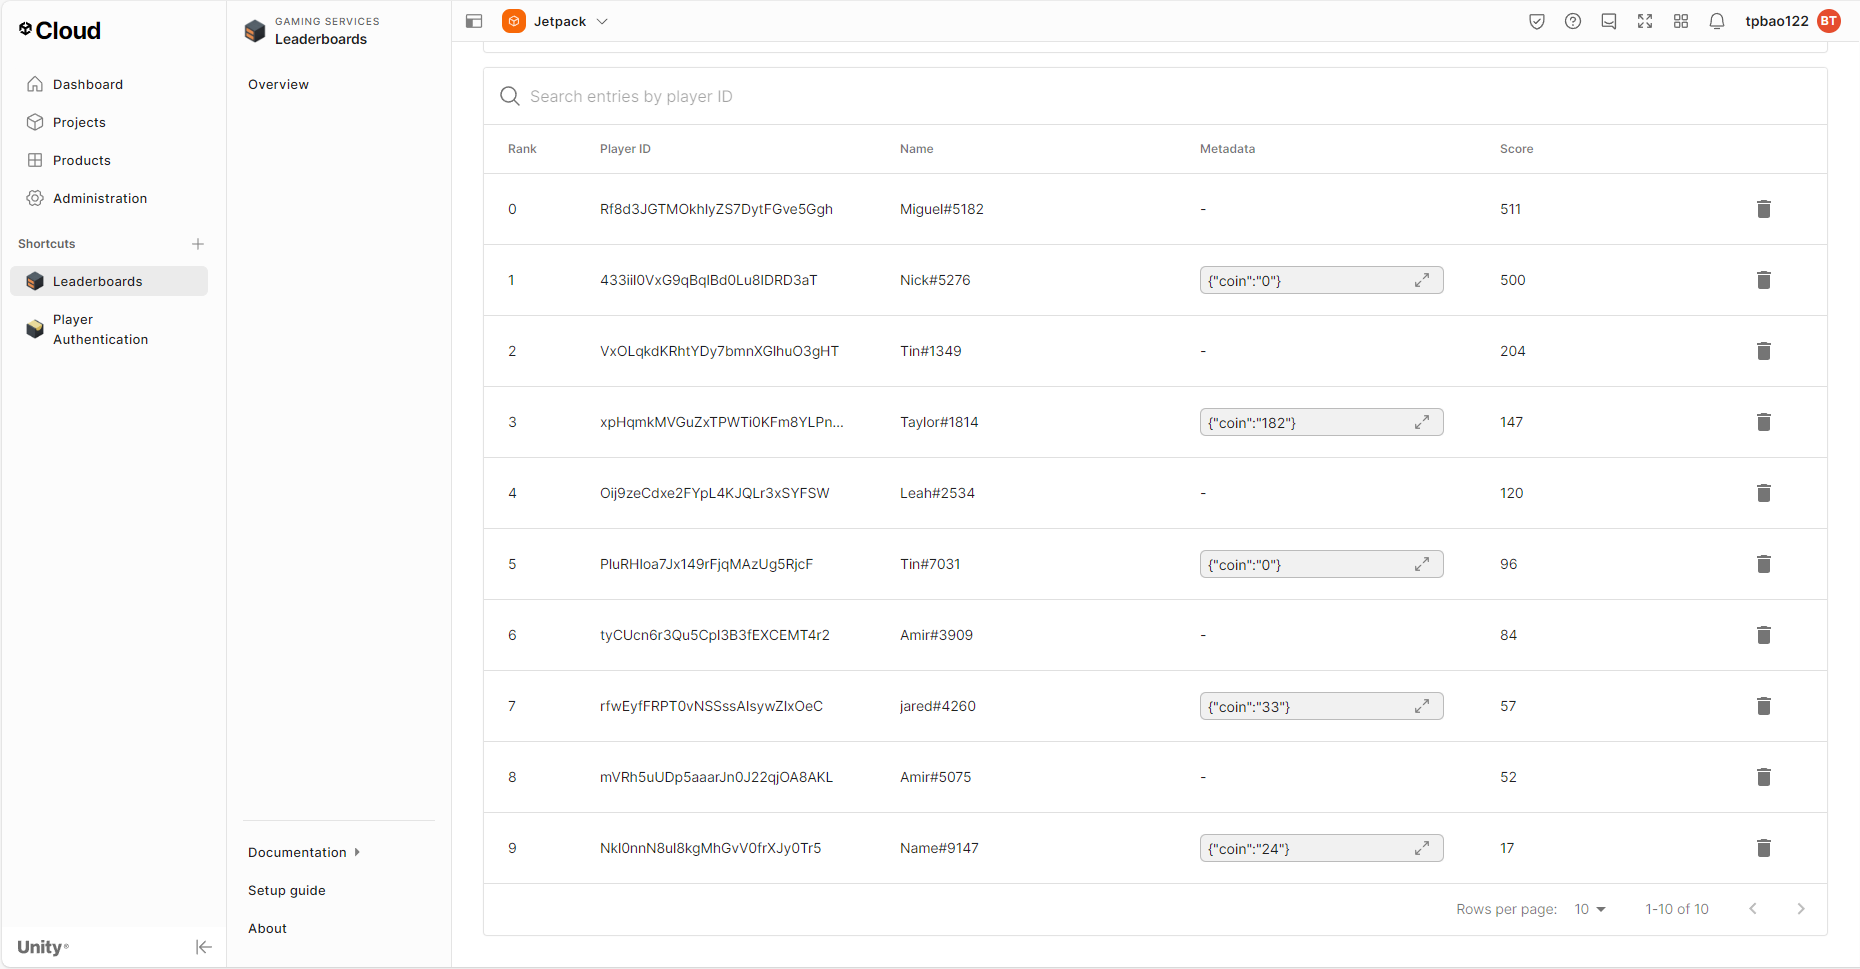 Cloud
Dashboard
Projects
Products
Administration
Shortcuts
Leaderboards
Player
Authentication
Unity®
GAMING SERVICES
Leaderboards
Overview
Documentation
Setup guide
About
Jetpack
tpbao122 BT
Search entries by player ID
Rank Player ID Name Metadata Score
0 Rf8d3JGTMOkhlyZS7DytFGve5Ggh Miguel#5182 - 511
1 433iil0VxG9qBqlBd0Lu8IDRD3aT Nick#5276 {"coin":"0"} 500
2 VxOLqkdKRhtYDy7bmnXGlhuO3gHT Tin#1349 - 204
3 xpHqmkMVGuZxTPWTi0KFm8YLPn... Taylor#1814 {"coin":"182"} 147
4 Oij9zeCdxe2FYpL4KJQLr3xSYFSW Leah#2534 - 120
5 PluRHloa7Jx149rFjqMAzUg5RjcF Tin#7031 {"coin":"0"} 96
6 tyCUcn6r3Qu5CpI3B3fEXCEMT4r2 Amir#3909 - 84
7 rfwEyfFRPT0vNSSssAlsywZIxOeC jared#4260 {"coin":"33"} 57
8 mVRh5uUDp5aaarJn0J22qjOA8AKL Amir#5075 - 52
9 NkI0nnN8uI8kgMhGvV0frXJy0Tr5 Name#9147 {"coin":"24"} 17
Rows per page: 10 1-10 of 10